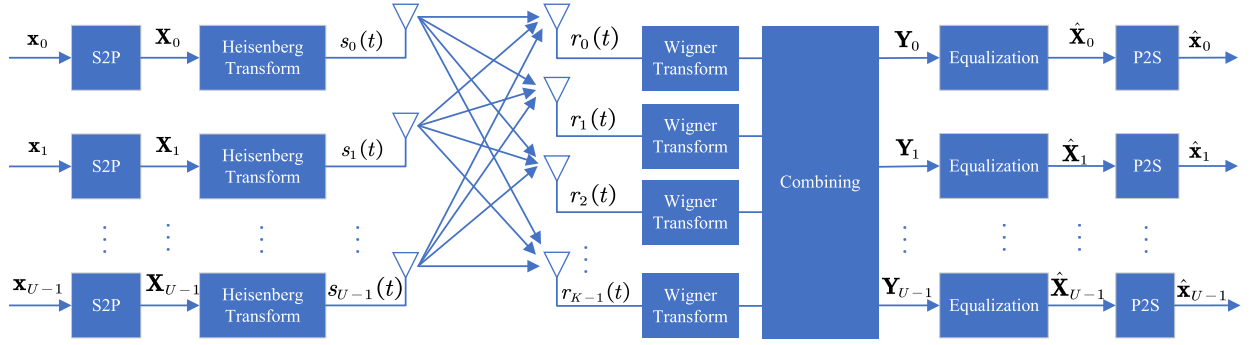 𝐱₀ S2P 𝐗₀ Heisenberg Transform s₀(t) r₀(t) Wigner Transform 𝐘₀ Equalization 𝐗̂₀ P2S 𝐱̂₀
r₁(t) Wigner Transform
𝐱₁ S2P 𝐗₁ Heisenberg Transform s₁(t) Combining 𝐘₁ Equalization 𝐗̂₁ P2S 𝐱̂₁
r₂(t) Wigner Transform
⋮ ⋮ ⋮ ⋮ ⋮ ⋮ ⋮ ⋮ ⋮
𝐱_{U−1} S2P 𝐗_{U−1} Heisenberg Transform s_{U−1}(t) r_{K−1}(t) Wigner Transform 𝐘_{U−1} Equalization 𝐗̂_{U−1} P2S 𝐱̂_{U−1}